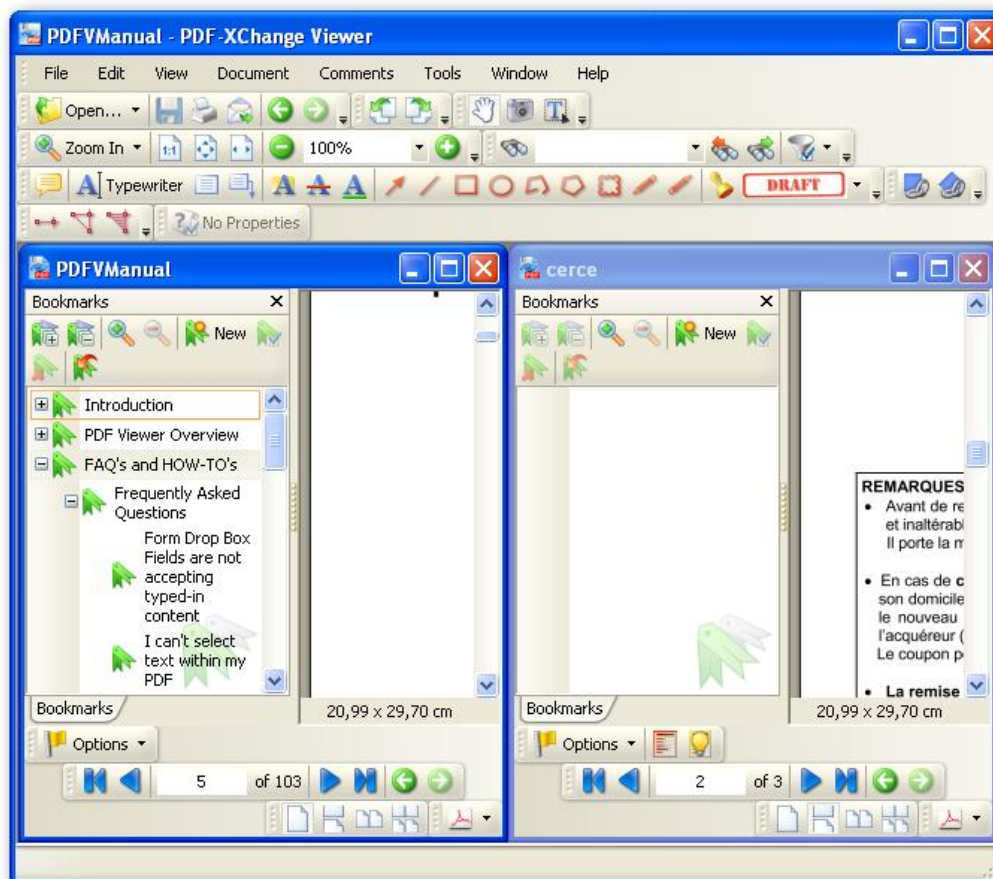 PDFVManual - PDF-XChange Viewer
File Edit View Document Comments Tools Window Help
Open...
Zoom In 1:1 100%
A Typewriter A A A DRAFT
No Properties
PDFVManual
Bookmarks
New
Introduction
PDF Viewer Overview
FAQ's and HOW-TO's
Frequently Asked
Questions
Form Drop Box
Fields are not
accepting
typed-in
content
I can't select
text within my
PDF
Bookmarks
20,99 x 29,70 cm
Options
5 of 103
cerce
Bookmarks
New
REMARQUES
• Avant de re
et inaltérabl
Il porte la m
• En cas de c
son domicile
le nouveau
l'acquéreur (
Le coupon p
• La remise
Bookmarks
20,99 x 29,70 cm
Options
2 of 3